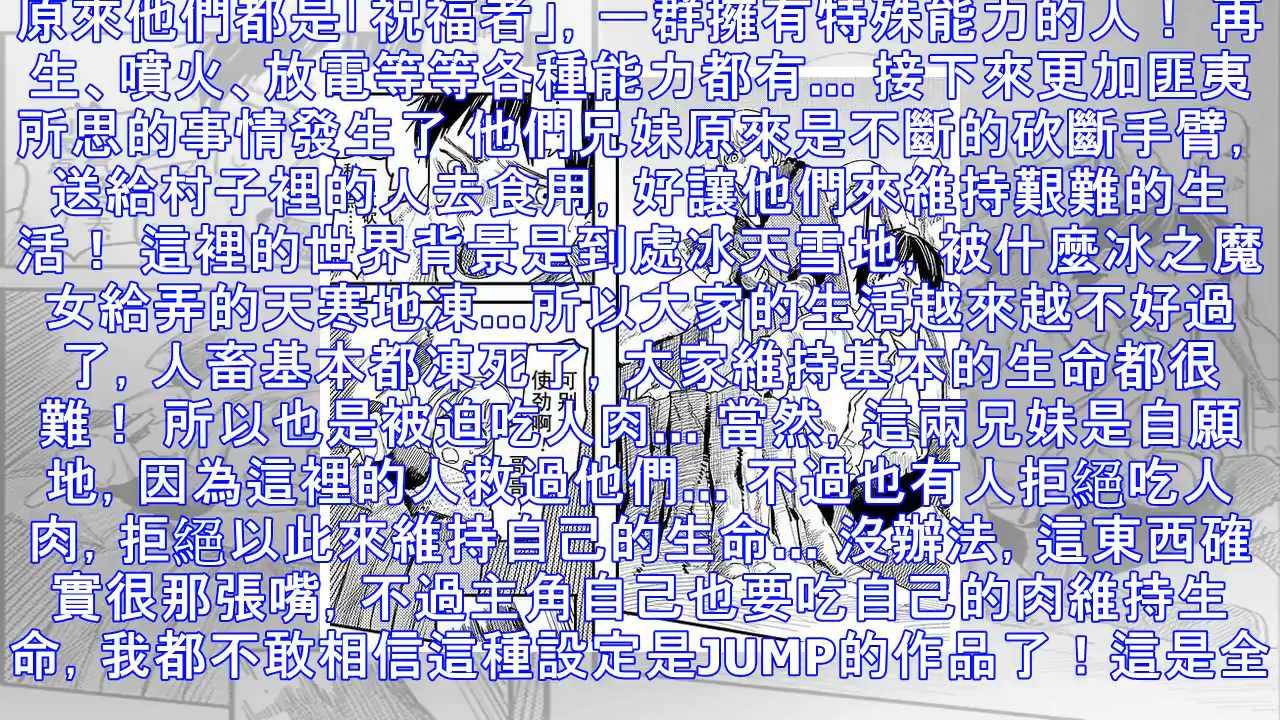 原來他們都是「祝福者」, 一群擁有特殊能力的人！ 再
生、噴火、放電等等各種能力都有... 接下來更加匪夷
所思的事情發生了 他們兄妹原來是不斷的砍斷手臂,
送給村子裡的人去食用, 好讓他們來維持艱難的生
活！ 這裡的世界背景是到處冰天雪地, 被什麼冰之魔
女給弄的天寒地凍...所以大家的生活越來越不好過
了, 人畜基本都凍死了, 大家維持基本的生命都很
難！ 所以也是被迫吃人肉... 當然, 這兩兄妹是自願
地, 因為這裡的人救過他們... 不過也有人拒絕吃人
肉, 拒絕以此來維持自己的生命... 沒辦法, 這東西確
實很那張嘴, 不過主角自己也要吃自己的肉維持生
命, 我都不敢相信這種設定是JUMP的作品了！這是全
可别
使劲啊,
哥哥